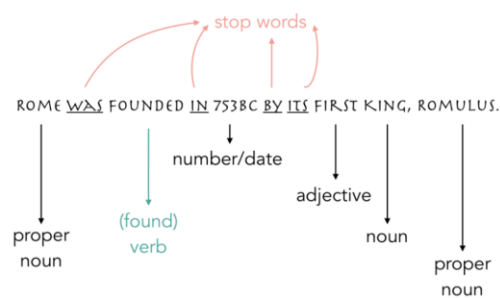 stop words
ROME WAS FOUNDED IN 753BC BY ITS FIRST KING, ROMULUS.
number/date
adjective
(found)
verb
proper
noun
noun
proper
noun